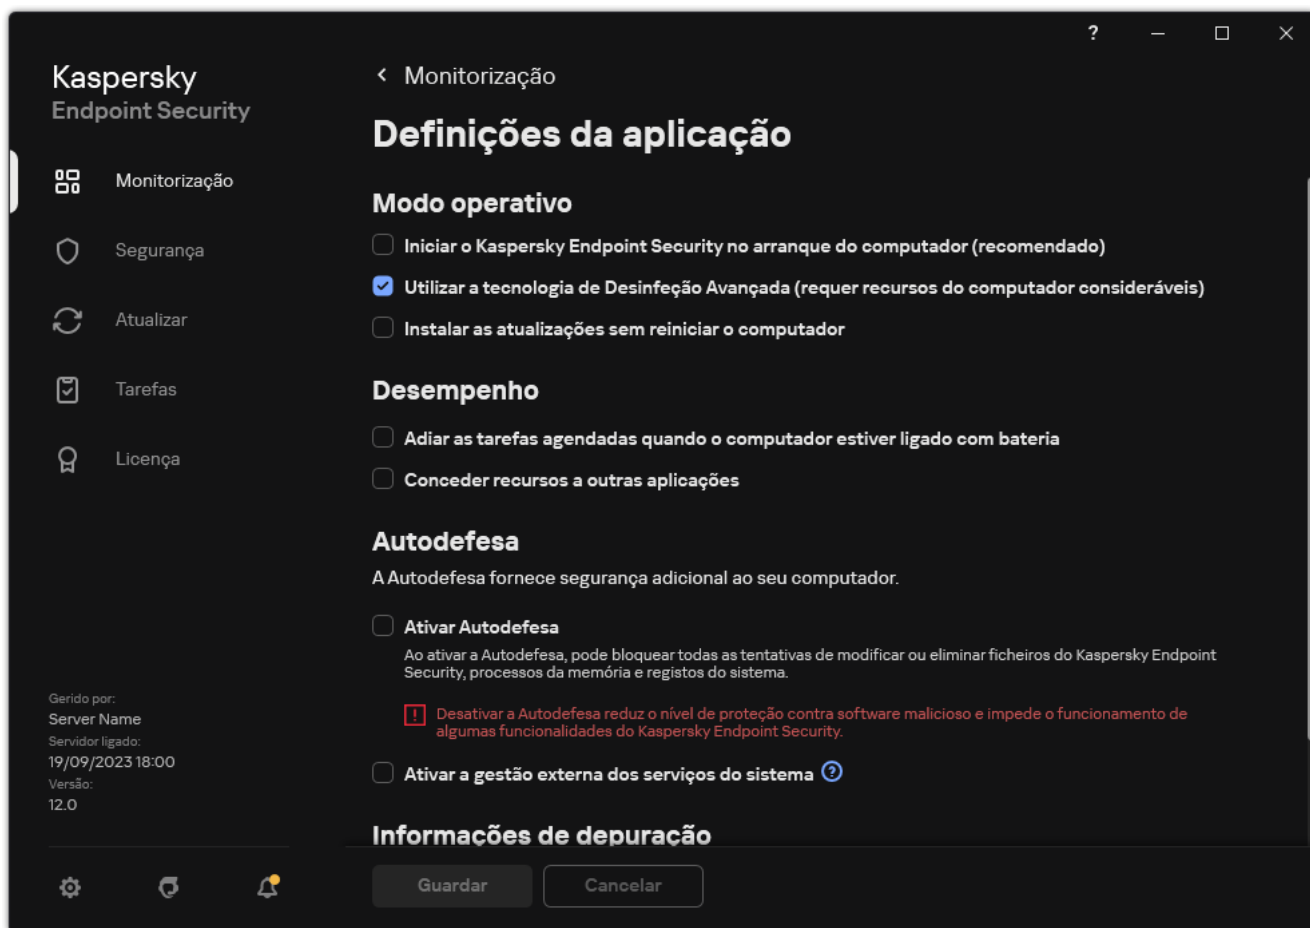 ?
Kaspersky
Endpoint Security
Monitorização
Segurança
Atualizar
Tarefas
Licença
Gerido por:
Server Name
Servidor ligado:
19/09/2023 18:00
Versão:
12.0
Monitorização
Definições da aplicação
Modo operativo
Iniciar o Kaspersky Endpoint Security no arranque do computador (recomendado)
Utilizar a tecnologia de Desinfeção Avançada (requer recursos do computador consideráveis)
Instalar as atualizações sem reiniciar o computador
Desempenho
Adiar as tarefas agendadas quando o computador estiver ligado com bateria
Conceder recursos a outras aplicações
Autodefesa
A Autodefesa fornece segurança adicional ao seu computador.
Ativar Autodefesa
Ao ativar a Autodefesa, pode bloquear todas as tentativas de modificar ou eliminar ficheiros do Kaspersky Endpoint
Security, processos da memória e registos do sistema.
! Desativar a Autodefesa reduz o nível de proteção contra software malicioso e impede o funcionamento de
algumas funcionalidades do Kaspersky Endpoint Security.
Ativar a gestão externa dos serviços do sistema ?
Informações de depuração
Guardar
Cancelar